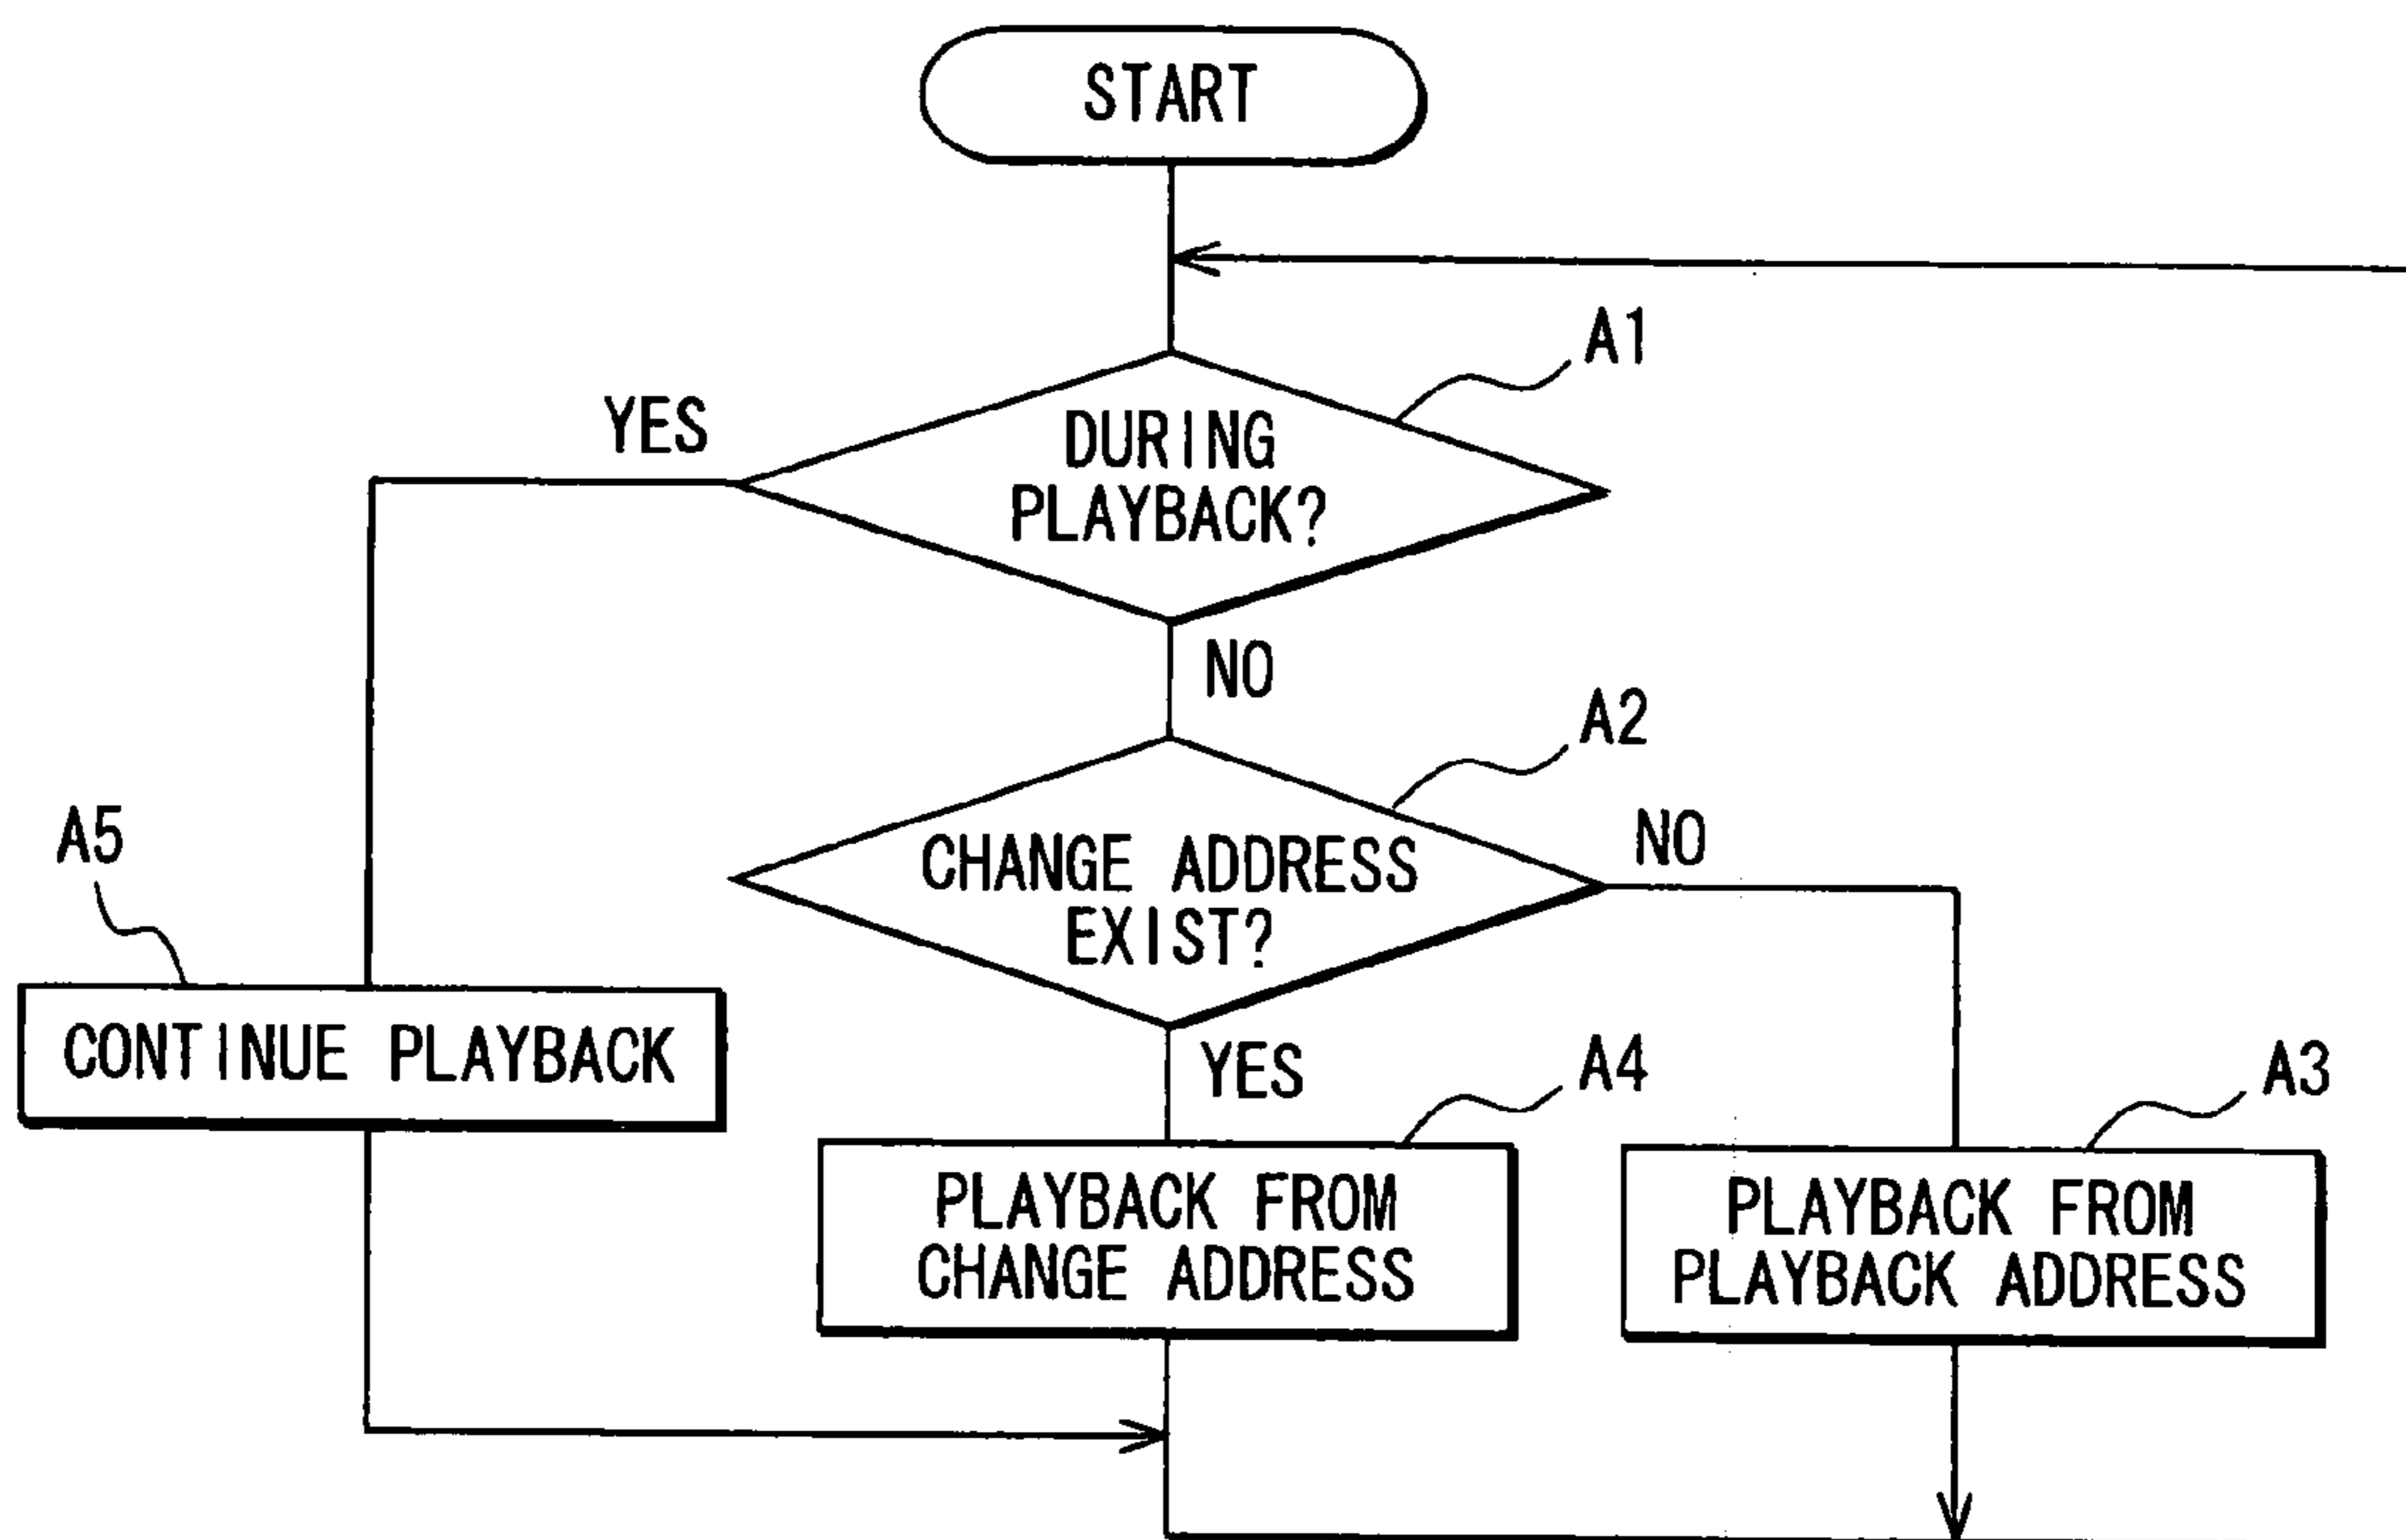 START
A1
YES
DURING
PLAYBACK?
NO
A2
A5
CHANGE ADDRESS
EXIST?
NO
CONTINUE PLAYBACK
YES
A4
A3
PLAYBACK FROM
CHANGE ADDRESS
PLAYBACK FROM
PLAYBACK ADDRESS